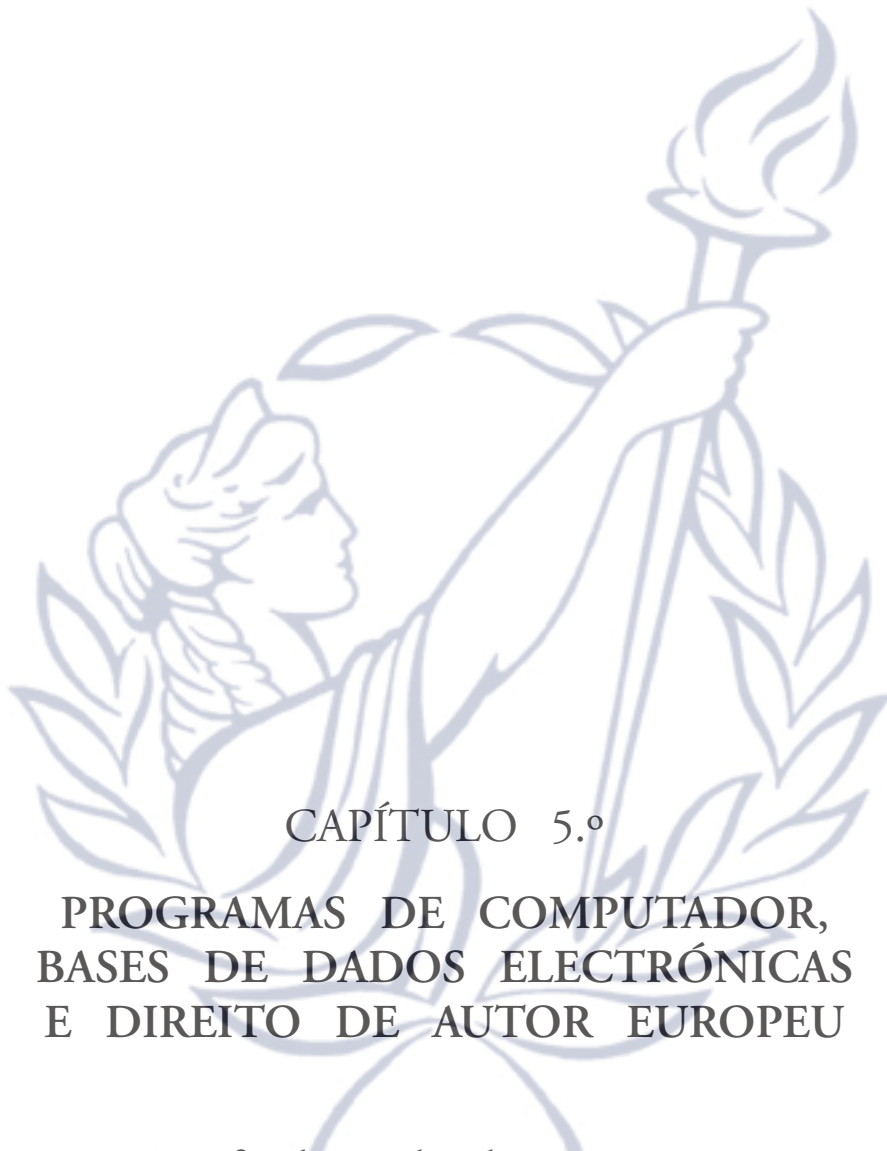 CAPÍTULO 5.º
PROGRAMAS DE COMPUTADOR,
BASES DE DADOS ELECTRÓNICAS
E DIREITO DE AUTOR EUROPEU